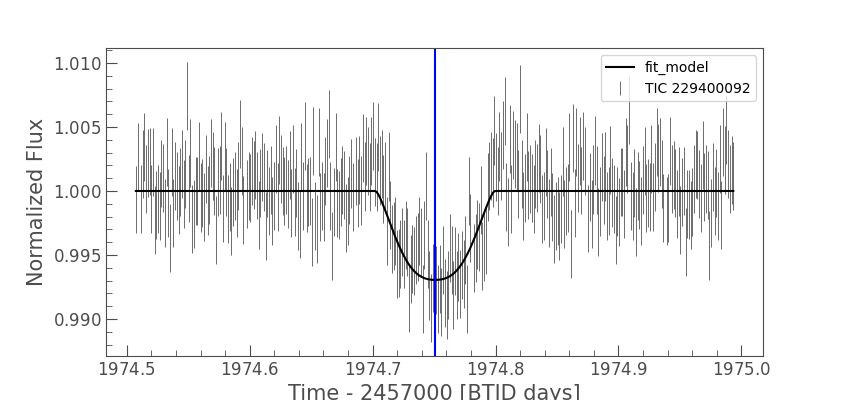 1.010
1.005
1.000
0.995
0.990
Normalized Flux
fit_model
TIC 229400092
1974.5 1974.6 1974.7 1974.8 1974.9 1975.0
Time - 2457000 [BTJD days]